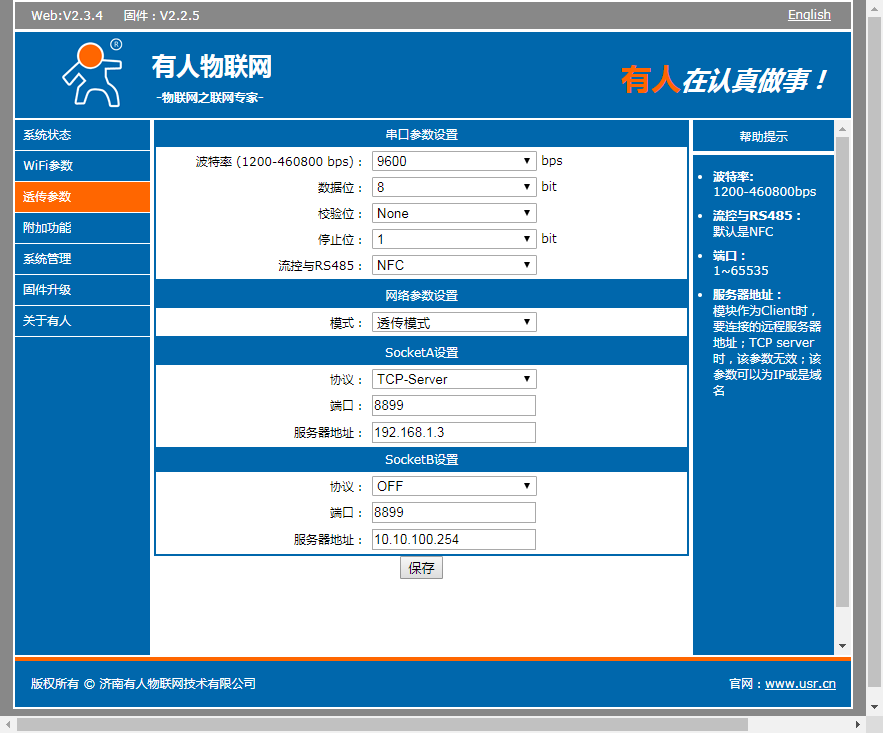 Web:V2.3.4 固件：V2.2.5 English
®
有人物联网
-物联网之联网专家-
有人在认真做事！
系统状态
WiFi参数
透传参数
附加功能
系统管理
固件升级
关于有人
串口参数设置
波特率 (1200-460800 bps)： 9600 bps
数据位： 8 bit
校验位： None
停止位： 1 bit
流控与RS485： NFC
网络参数设置
模式： 透传模式
SocketA设置
协议： TCP-Server
端口： 8899
服务器地址： 192.168.1.3
SocketB设置
协议： OFF
端口： 8899
服务器地址： 10.10.100.254
保存
帮助提示
波特率:
1200-460800bps
流控与RS485：
默认是NFC
端口：
1~65535
服务器地址：
模块作为Client时，
要连接的远程服务器
地址；TCP server
时，该参数无效；该
参数可以为IP或是域
名
版权所有 © 济南有人物联网技术有限公司 官网：www.usr.cn